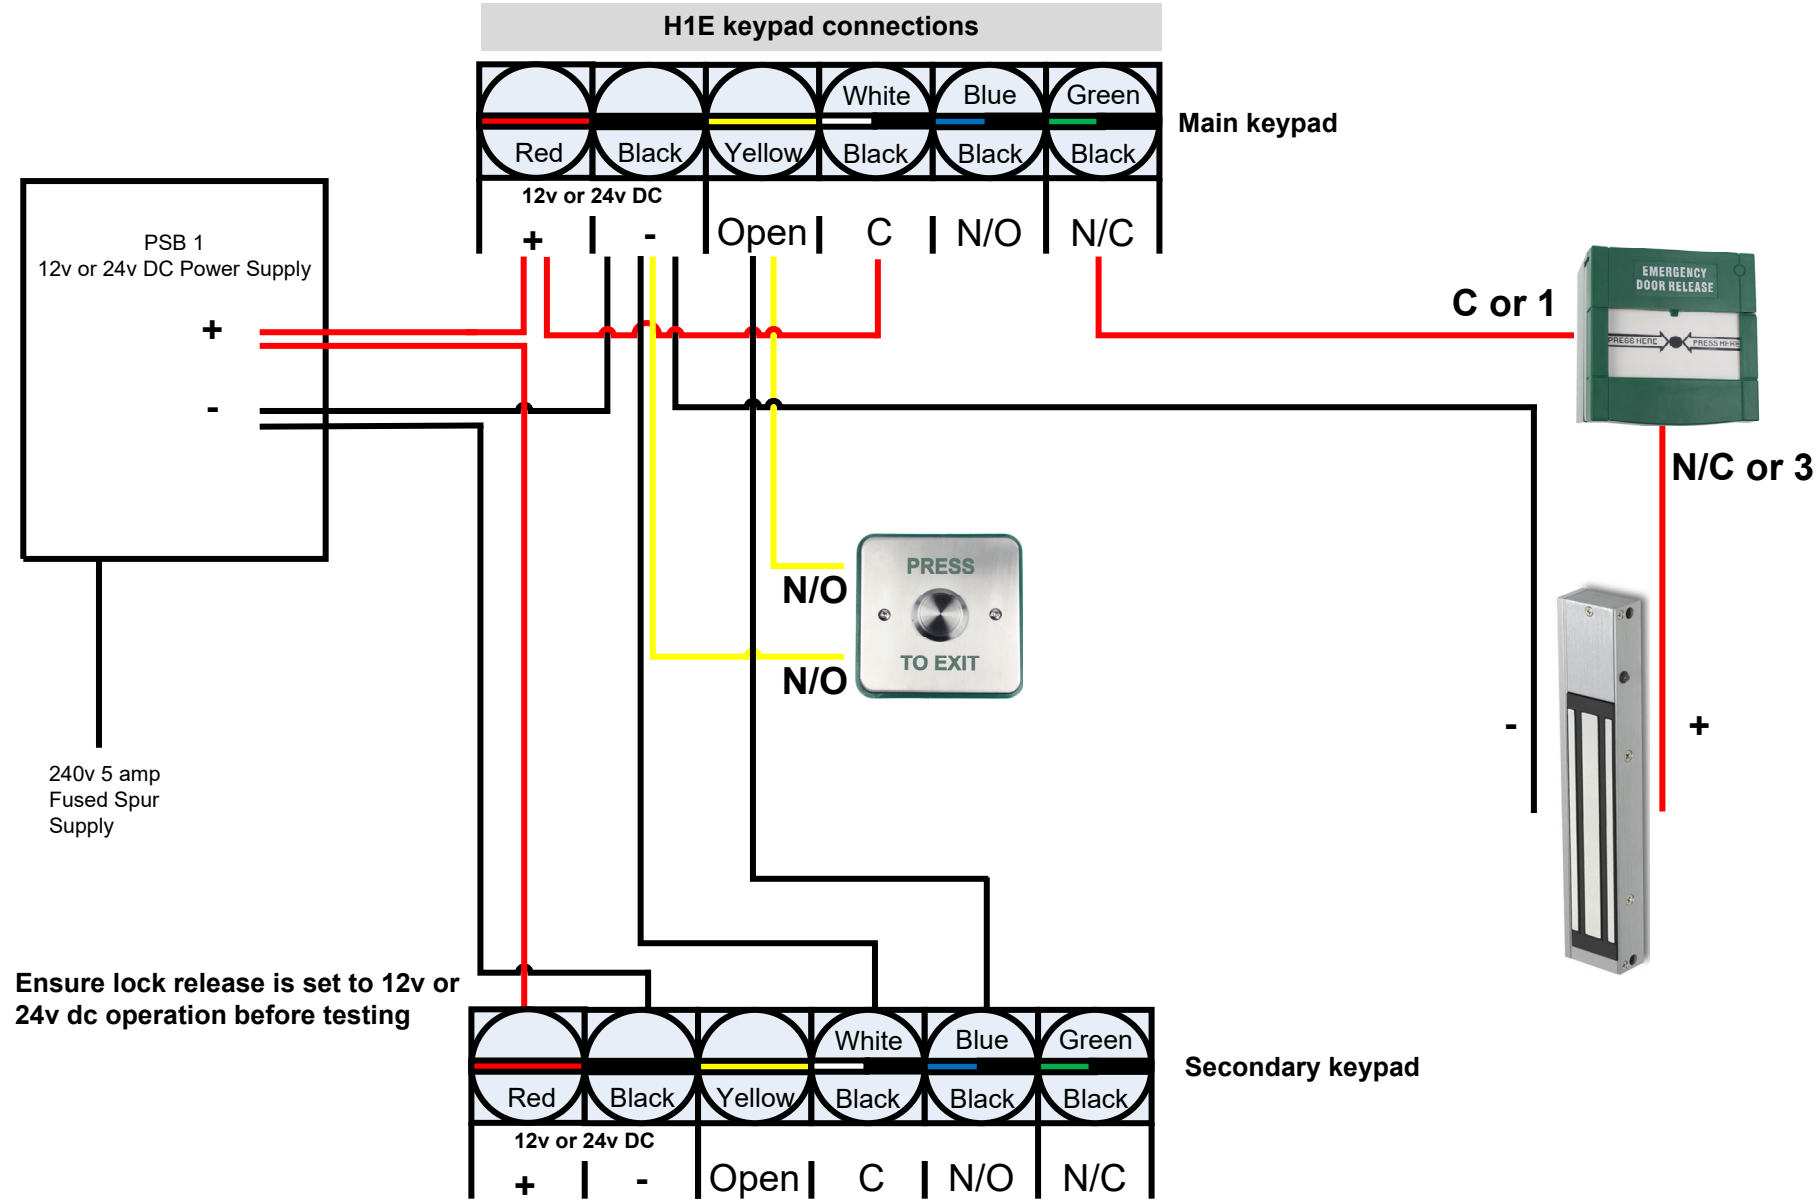 H1E keypad connections
White Blue Green
Main keypad
Red Black Yellow Black Black Black
12v or 24v DC
+ - Open C N/O N/C
PSB 1
12v or 24v DC Power Supply
+
-
EMERGENCY
DOOR RELEASE
PRESS HERE PRESS HERE
C or 1
N/C or 3
PRESS
TO EXIT
N/O
N/O
-
+
240v 5 amp
Fused Spur
Supply
Ensure lock release is set to 12v or
24v dc operation before testing
White Blue Green
Secondary keypad
Red Black Yellow Black Black Black
12v or 24v DC
+ - Open C N/O N/C